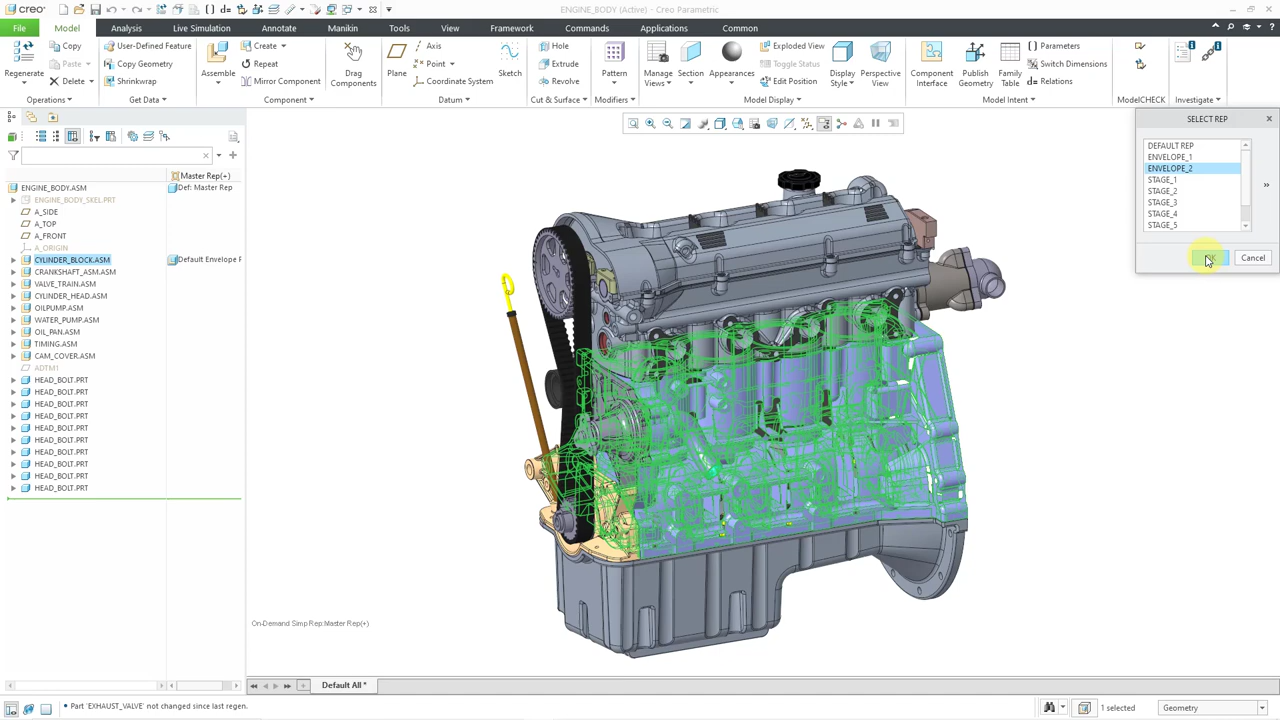 creo
ENGINE_BODY (Active) - Creo Parametric
File Model Analysis Live Simulation Annotate Tools View Manikin Framework Commands Applications Common
Regenerate
Copy
Paste
Delete
Operations
User-Defined Feature
Copy Geometry
Shrinkwrap
Get Data
Assemble
Create
Repeat
Mirror Component
Component
Drag Components
Plane
Axis
Point
Coordinate System
Sketch
Datum
Hole
Extrude
Revolve
Cut & Surface
Pattern
Modifiers
Manage Views
Section
Appearances
Exploded View
Toggle Status
Edit Position
Display Style
Perspective View
Model Display
Component Interface
Publish Geometry
Family Table
Parameters
Switch Dimensions
Relations
Model Intent
ModelCHECK
Investigate
Master Rep(+)
ENGINE_BODY.ASM Def: Master Rep
ENGINE_BODY_SKEL.PRT
A_SIDE
A_TOP
A_FRONT
A_ORIGIN
CYLINDER_BLOCK.ASM Default Envelope F
CRANKSHAFT_ASM.ASM
VALVE_TRAIN.ASM
CYLINDER_HEAD.ASM
OILPUMP.ASM
WATER_PUMP.ASM
OIL_PAN.ASM
TIMING.ASM
CAM_COVER.ASM
ADTM1
HEAD_BOLT.PRT
HEAD_BOLT.PRT
HEAD_BOLT.PRT
HEAD_BOLT.PRT
HEAD_BOLT.PRT
HEAD_BOLT.PRT
HEAD_BOLT.PRT
HEAD_BOLT.PRT
HEAD_BOLT.PRT
HEAD_BOLT.PRT
SELECT REP
DEFAULT REP
ENVELOPE_1
ENVELOPE_2
STAGE_1
STAGE_2
STAGE_3
STAGE_4
STAGE_5
OK Cancel
On-Demand Simp Rep:Master Rep(+)
Default All *
• Part 'EXHAUST_VALVE' not changed since last regen.
1 selected
Geometry